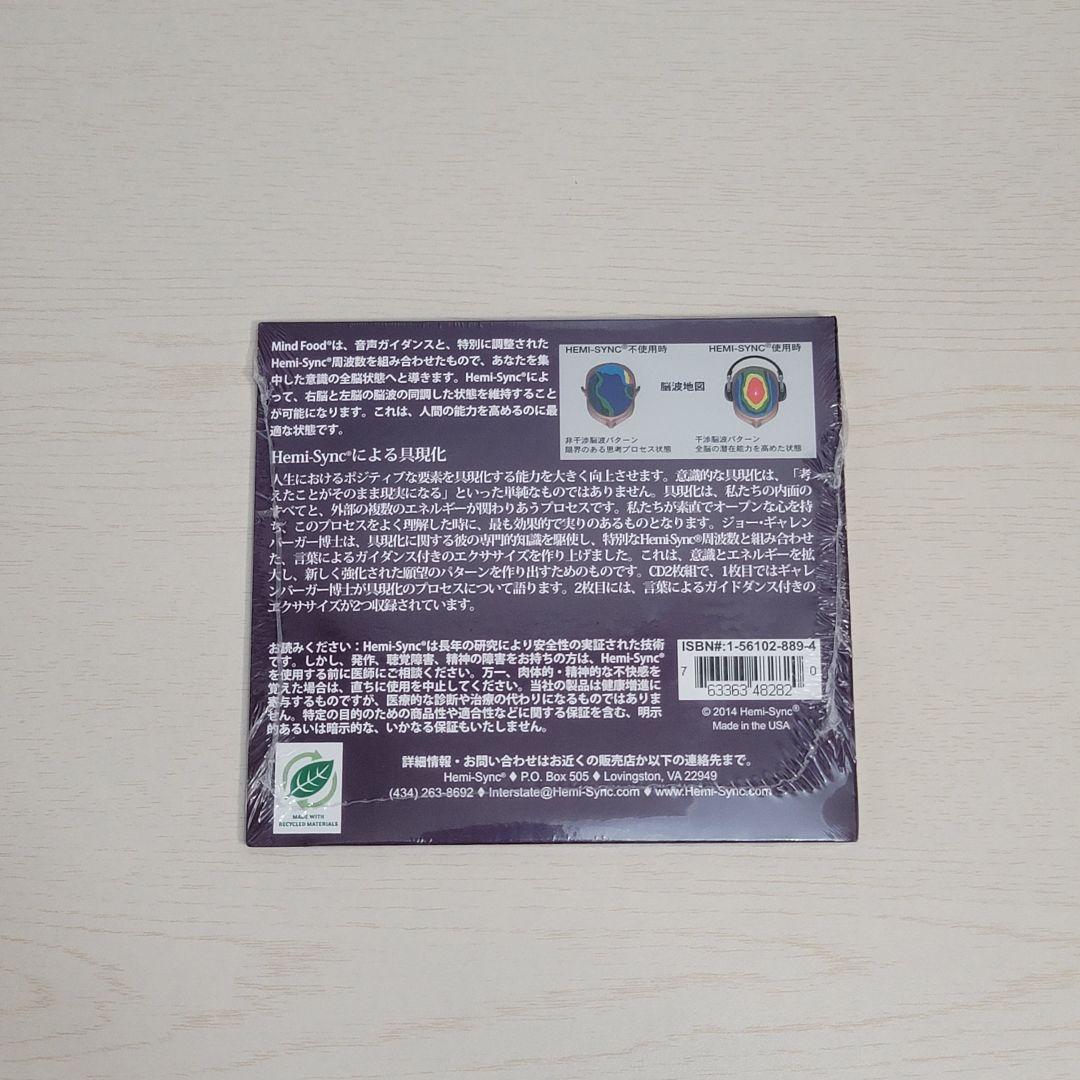 Mind Food®は、音声ガイダンスと、特別に調整された
Hemi-Sync®周波数を組み合わせたもので、あなたを集
中した意識の全脳状態へと導きます。Hemi-Sync®によ
って、右脳と左脳の脳波の同調した状態を維持すること
が可能になります。これは、人間の能力を高めるのに最
適な状態です。
HEMI-SYNC®不使用時
HEMI-SYNC®使用時
脳波地図
非干渉脳波パターン
限界のある思考プロセス状態
干渉脳波パターン
全脳の潜在能力を高めた状態
Hemi-Sync®による具現化
人生におけるポジティブな要素を具現化する能力を大きく向上させます。意識的な具現化は、「考
えたことがそのまま現実になる」といった単純なものではありません。具現化は、私たちの内面の
すべてと、外部の複数のエネルギーが関わりあうプロセスです。私たちが素直でオープンな心を持
ち、このプロセスをよく理解した時に、最も効果的で実りのあるものとなります。ジョー・ギャレン
バーガー博士は、具現化に関する彼の専門的知識を駆使し、特別なHemi-Sync®周波数と組み合わせ
た、言葉によるガイダンス付きのエクササイズを作り上げました。これは、意識とエネルギーを拡
大し、新しく強化された願望のパターンを作り出すためのものです。CD2枚組で、1枚目ではギャレ
ンバーガー博士が具現化のプロセスについて語ります。2枚目には、言葉によるガイドダンス付きの
エクササイズが2つ収録されています。
お読みください：Hemi-Sync®は長年の研究により安全性の実証された技術
です。しかし、発作、聴覚障害、精神の障害をお持ちの方は、Hemi-Sync®
を使用する前に医師にご相談ください。万一、肉体的・精神的な不快感を
覚えた場合は、直ちに使用を中止してください。当社の製品は健康増進に
寄与するものですが、医療的な診断や治療の代わりになるものではありま
せん。特定の目的のための商品性や適合性などに関する保証を含む、明示
的あるいは暗示的な、いかなる保証もいたしません。
ISBN#:1-56102-889-4
7 63363 48282 0
© 2014 Hemi-Sync®
Made in the USA
MADE WITH
RECYCLED MATERIALS
詳細情報・お問い合わせはお近くの販売店か以下の連絡先まで。
Hemi-Sync® ♦ P.O. Box 505 ♦ Lovingston, VA 22949
(434) 263-8692 ♦ Interstate@Hemi-Sync.com ♦ www.Hemi-Sync.com